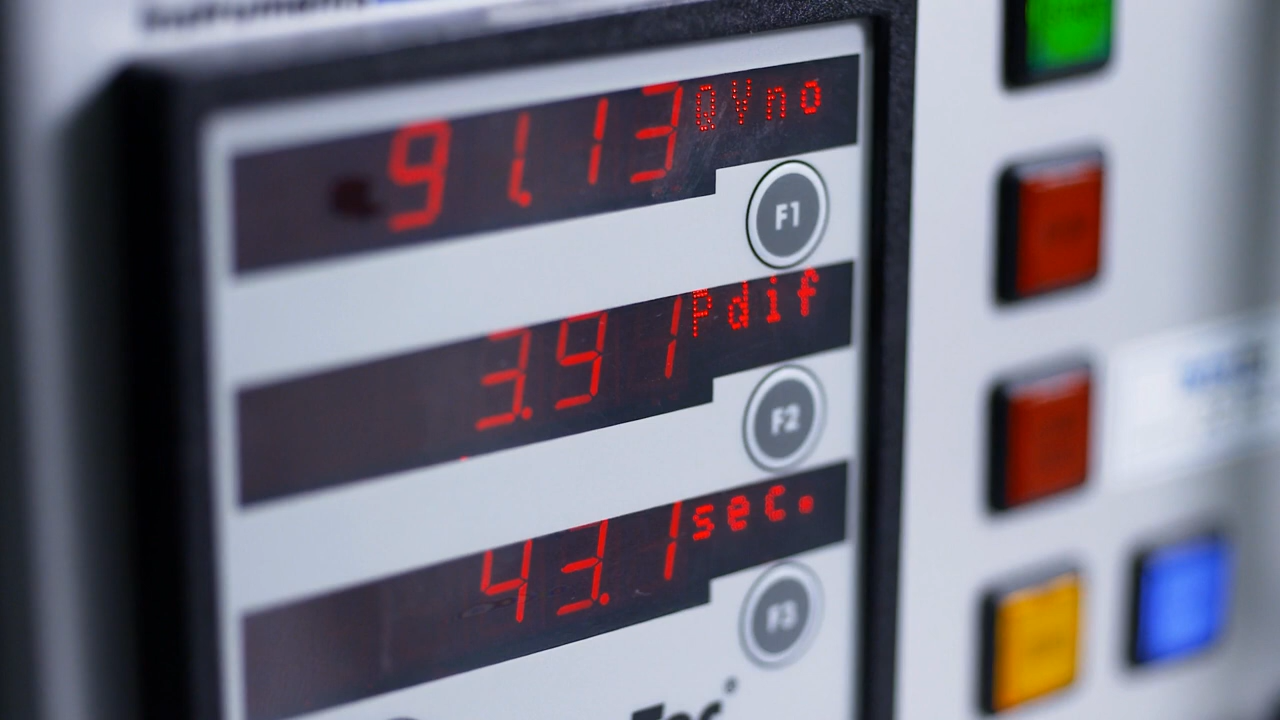 91.13 QVno
F1
3.91 Pdif
F2
43.1 sec.
F3